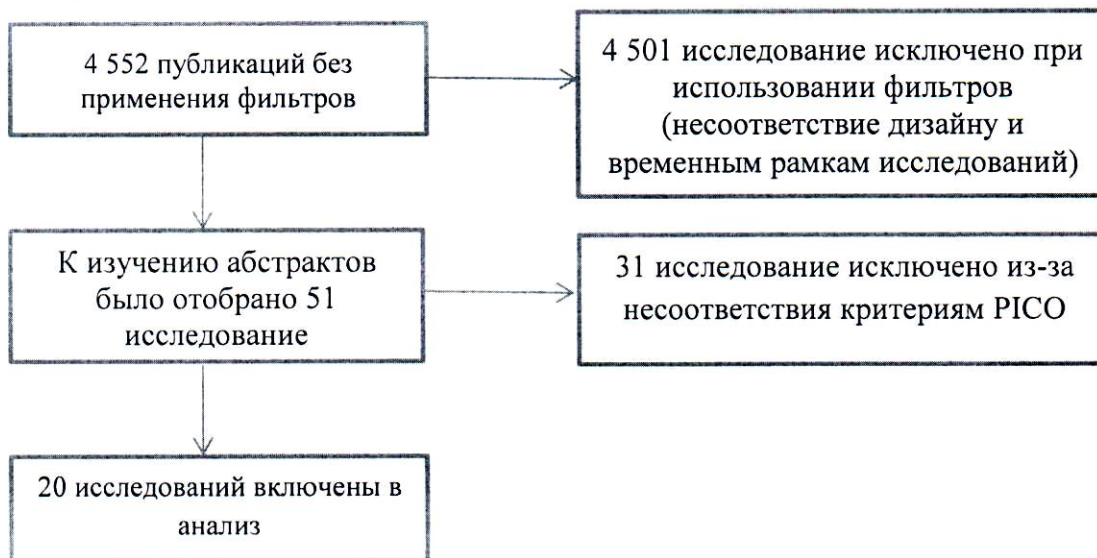 4 552 публикаций без
применения фильтров
4 501 исследование исключено при
использовании фильтров
(несоответствие дизайну и
временным рамкам исследований)
К изучению абстрактов
было отобрано 51
исследование
31 исследование исключено из-за
несоответствия критериям PICO
20 исследований включены в
анализ